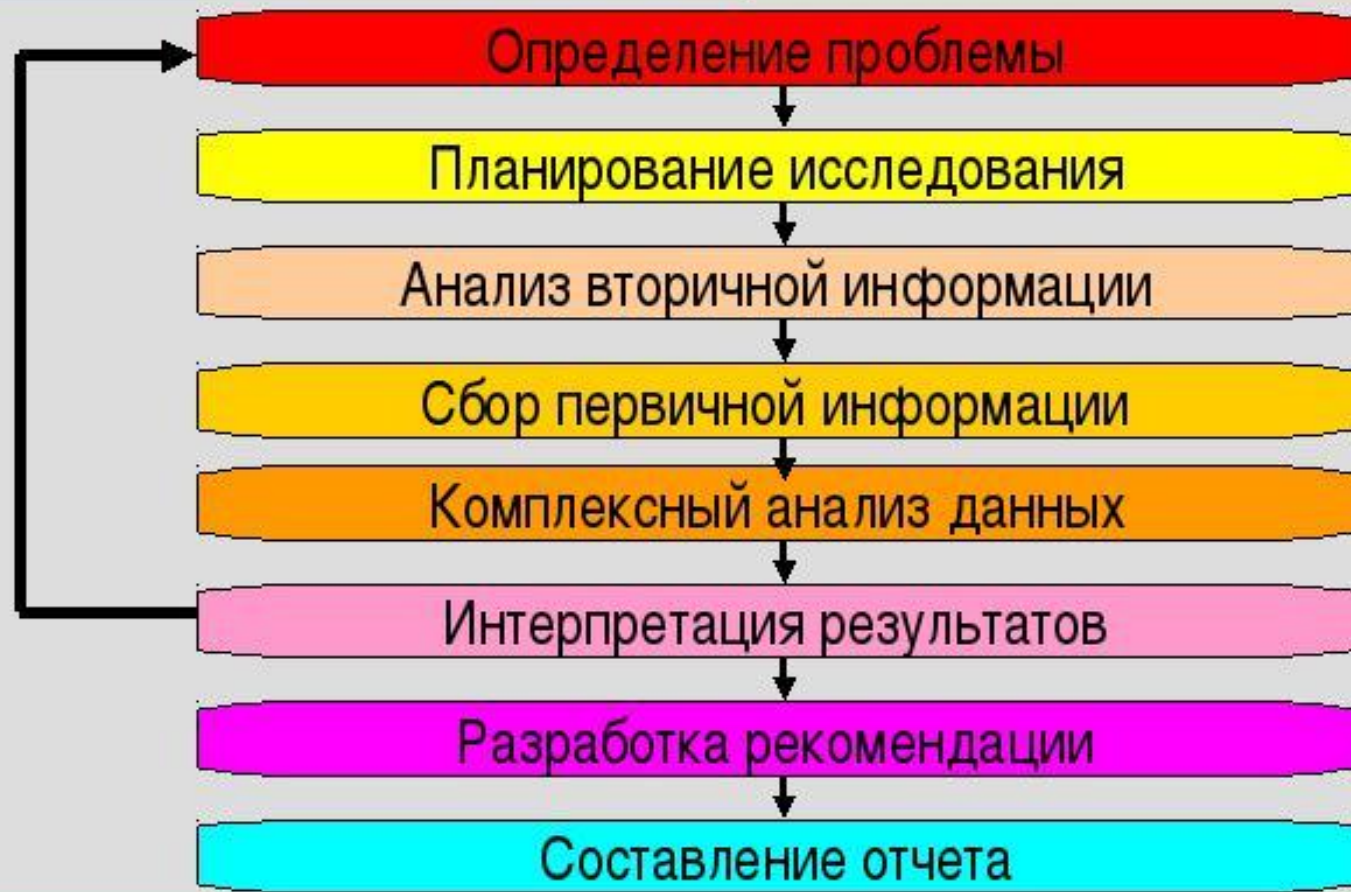 Определение проблемы
Планирование исследования
Анализ вторичной информации
Сбор первичной информации
Комплексный анализ данных
Интерпретация результатов
Разработка рекомендации
Составление отчета